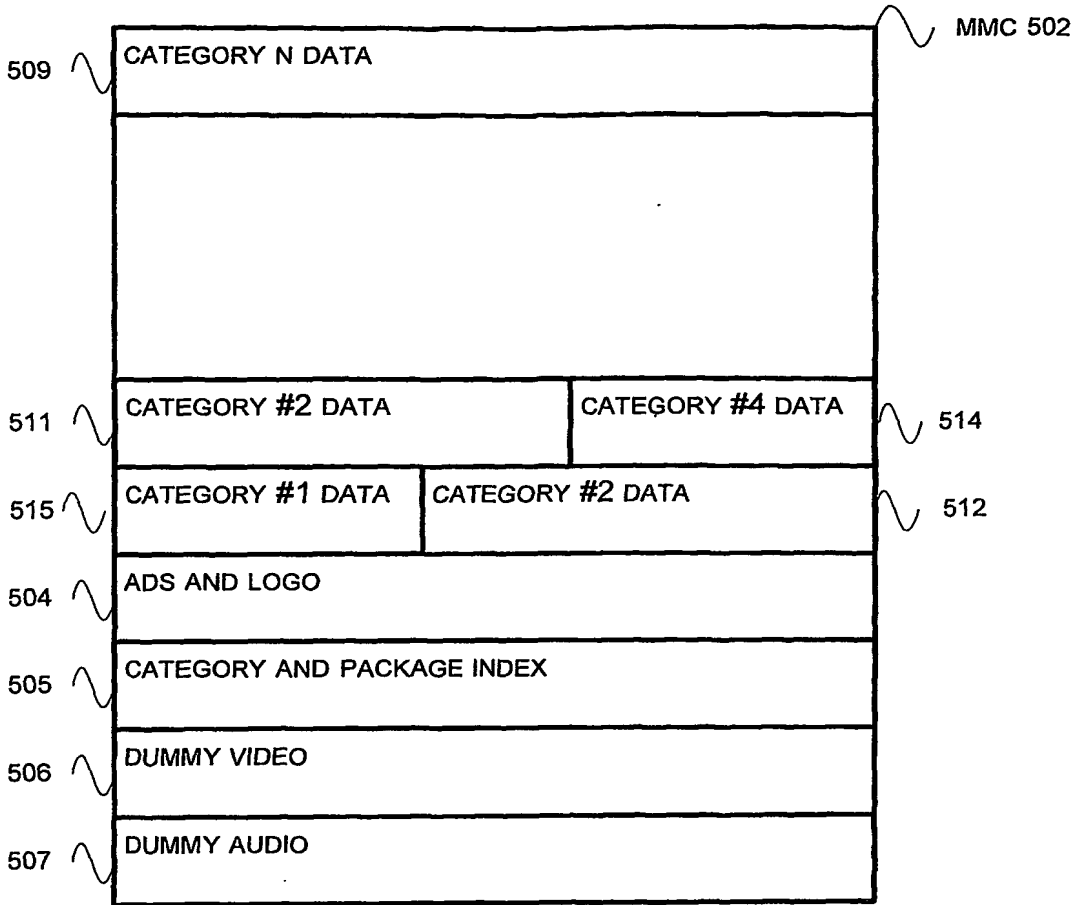 MMC 502
509 CATEGORY N DATA
511 CATEGORY #2 DATA CATEGORY #4 DATA 514
515 CATEGORY #1 DATA CATEGORY #2 DATA 512
504 ADS AND LOGO
505 CATEGORY AND PACKAGE INDEX
506 DUMMY VIDEO
507 DUMMY AUDIO